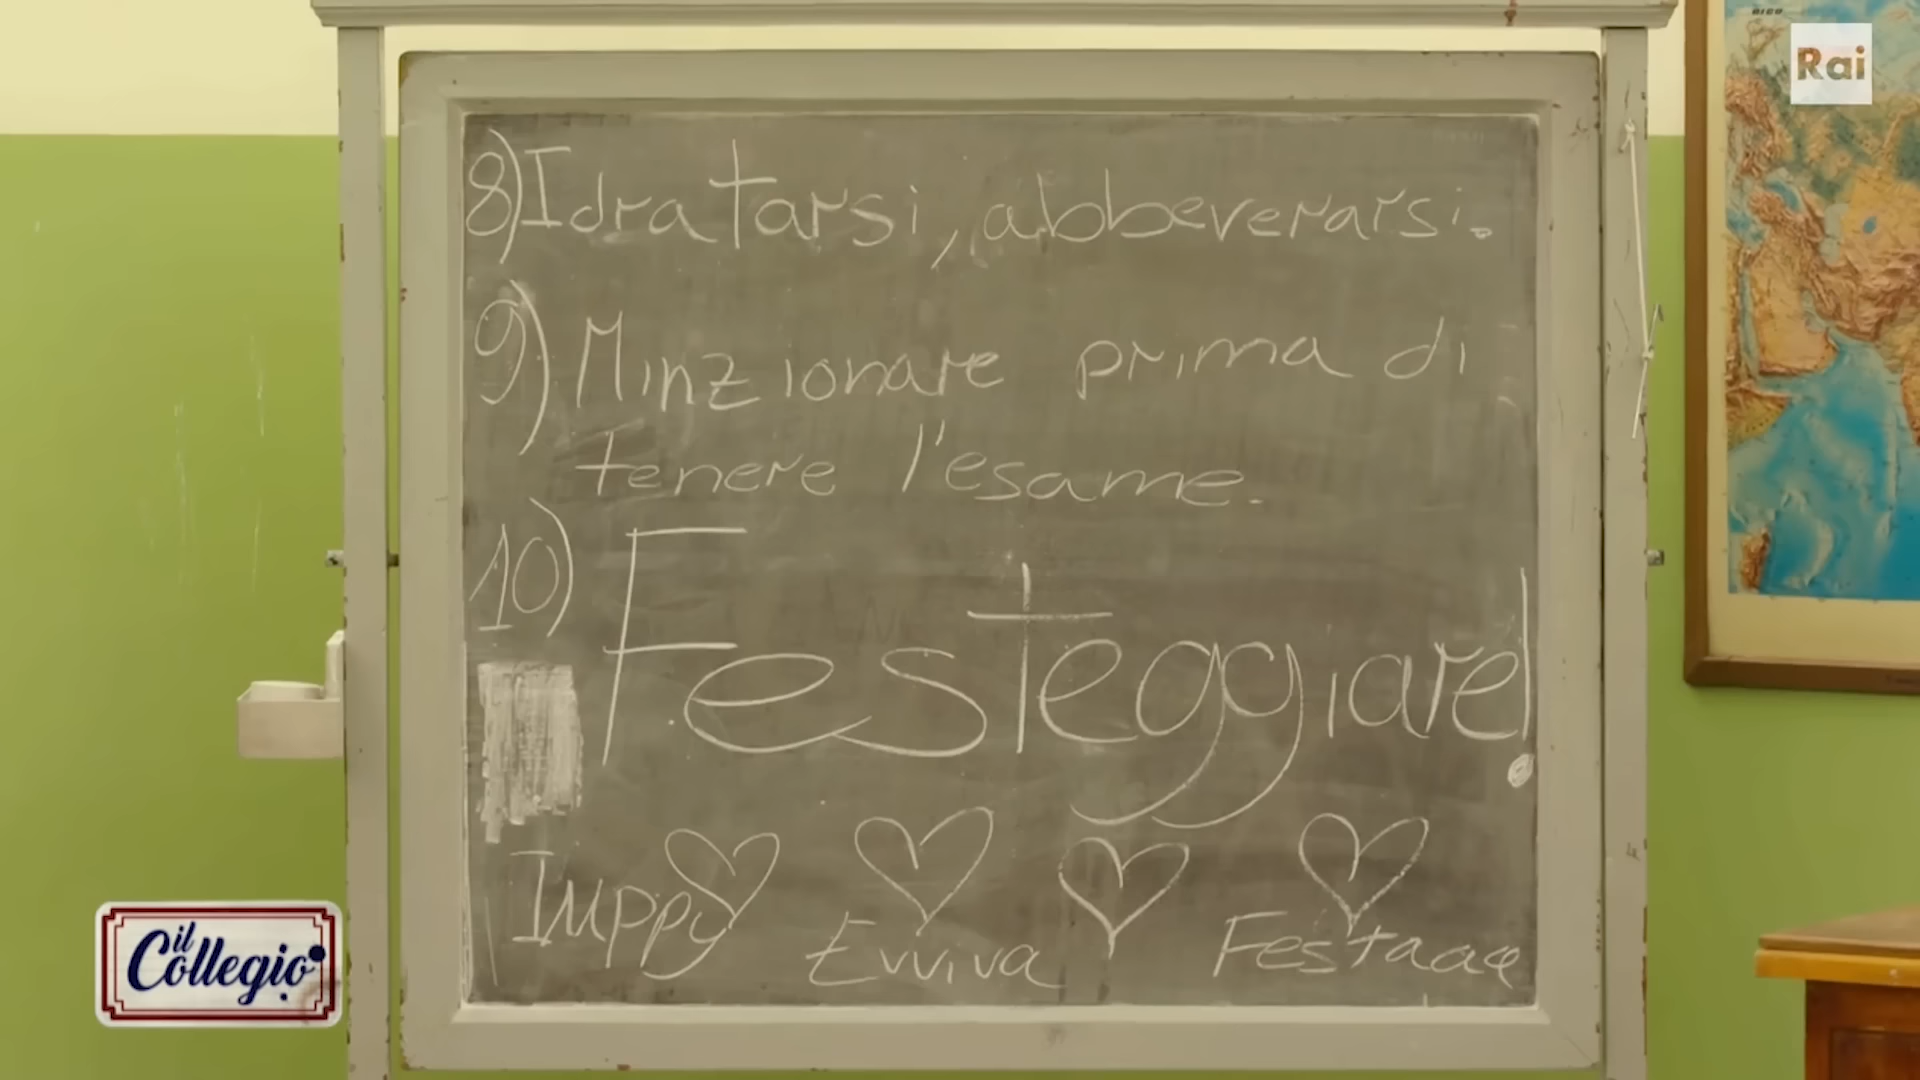 Rai
8) Idratarsi, abbeverarsi.
9) Minzionare prima di
tenere l'esame.
10) Festeggiare!
Iuppy Evviva Festaaa
il
Collegio